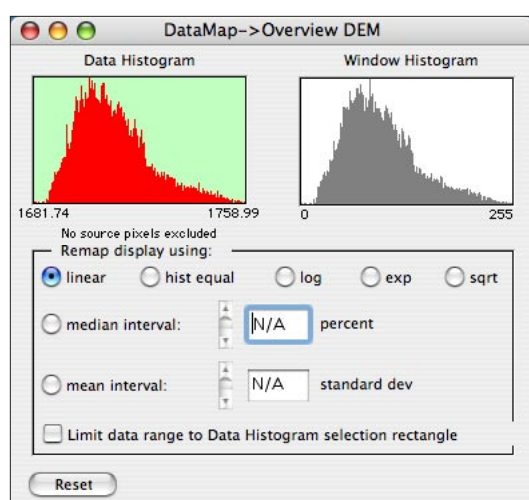 DataMap->Overview DEM
Data Histogram Window Histogram
1681.74 1758.99 0 255
No source pixels excluded
Remap display using:
linear hist equal log exp sqrt
median interval: N/A percent
mean interval: N/A standard dev
Limit data range to Data Histogram selection rectangle
Reset